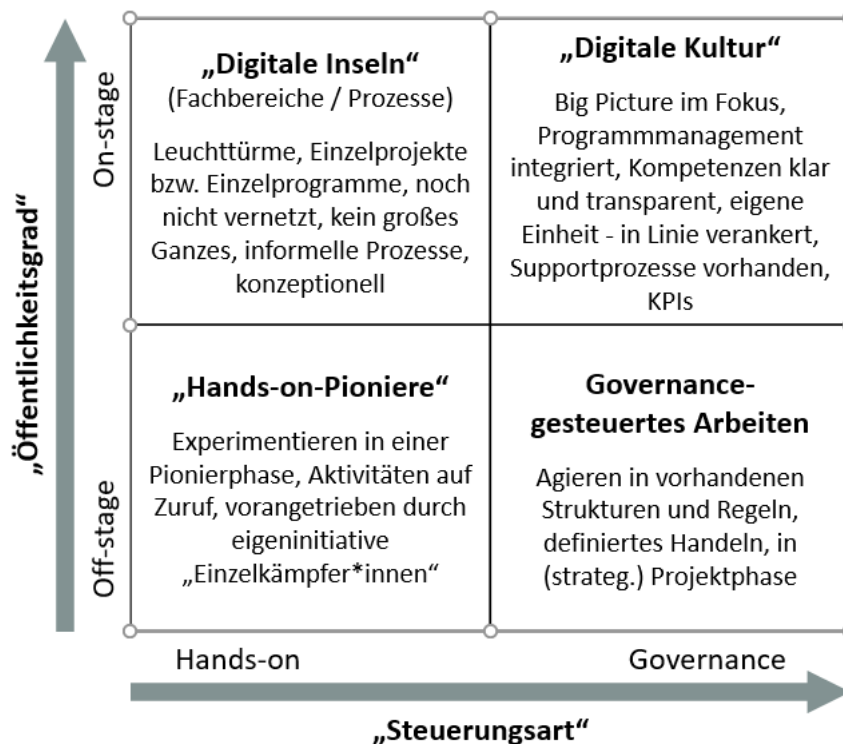 „Digitale Inseln“
(Fachbereiche / Prozesse)
Leuchttürme, Einzelprojekte
bzw. Einzelprogramme, noch
nicht vernetzt, kein großes
Ganzes, informelle Prozesse,
konzeptionell
„Digitale Kultur“
Big Picture im Fokus,
Programmmanagement
integriert, Kompetenzen klar
und transparent, eigene
Einheit - in Linie verankert,
Supportprozesse vorhanden,
KPIs
„Hands-on-Pioniere“
Experimentieren in einer
Pionierphase, Aktivitäten auf
Zuruf, vorangetrieben durch
eigeninitiative
„Einzelkämpfer*innen“
Governance-
gesteuertes Arbeiten
Agieren in vorhandenen
Strukturen und Regeln,
definiertes Handeln, in
(strateg.) Projektphase
„Öffentlichkeitsgrad“
On-stage
Off-stage
Hands-on
Governance
„Steuerungsart“